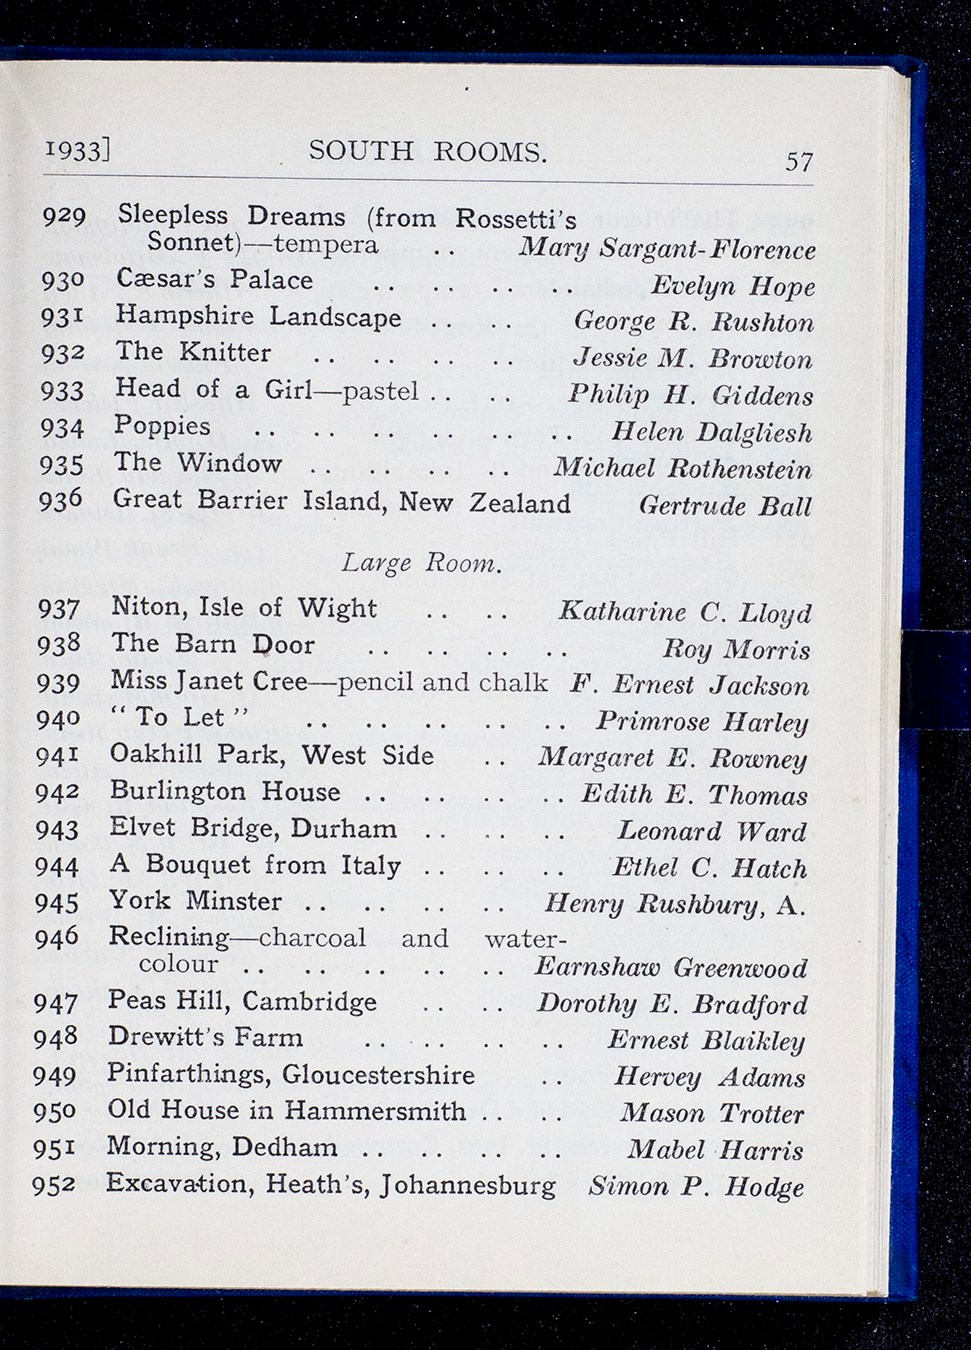 1933] SOUTH ROOMS. 57
929 Sleepless Dreams (from Rossetti's
Sonnet)—tempera .. Mary Sargant-Florence
930 Cæsar's Palace .. .. .. .. Evelyn Hope
931 Hampshire Landscape .. .. George R. Rushton
932 The Knitter .. .. .. .. Jessie M. Browton
933 Head of a Girl—pastel .. .. Philip H. Giddens
934 Poppies .. .. .. .. .. .. Helen Dalgliesh
935 The Window .. .. .. .. Michael Rothenstein
936 Great Barrier Island, New Zealand Gertrude Ball
Large Room.
937 Niton, Isle of Wight .. .. Katharine C. Lloyd
938 The Barn Door .. .. .. .. Roy Morris
939 Miss Janet Cree—pencil and chalk F. Ernest Jackson
940 “ To Let ” .. .. .. .. .. Primrose Harley
941 Oakhill Park, West Side .. Margaret E. Rowney
942 Burlington House .. .. .. .. Edith E. Thomas
943 Elvet Bridge, Durham .. .. .. Leonard Ward
944 A Bouquet from Italy .. .. .. Ethel C. Hatch
945 York Minster .. .. .. .. Henry Rushbury, A.
946 Reclining—charcoal and water-
colour .. .. .. .. .. Earnshaw Greenwood
947 Peas Hill, Cambridge .. .. Dorothy E. Bradford
948 Drewitt's Farm .. .. .. .. Ernest Blaikley
949 Pinfarthings, Gloucestershire .. Hervey Adams
950 Old House in Hammersmith .. .. Mason Trotter
951 Morning, Dedham .. .. .. .. Mabel Harris
952 Excavation, Heath's, Johannesburg Simon P. Hodge